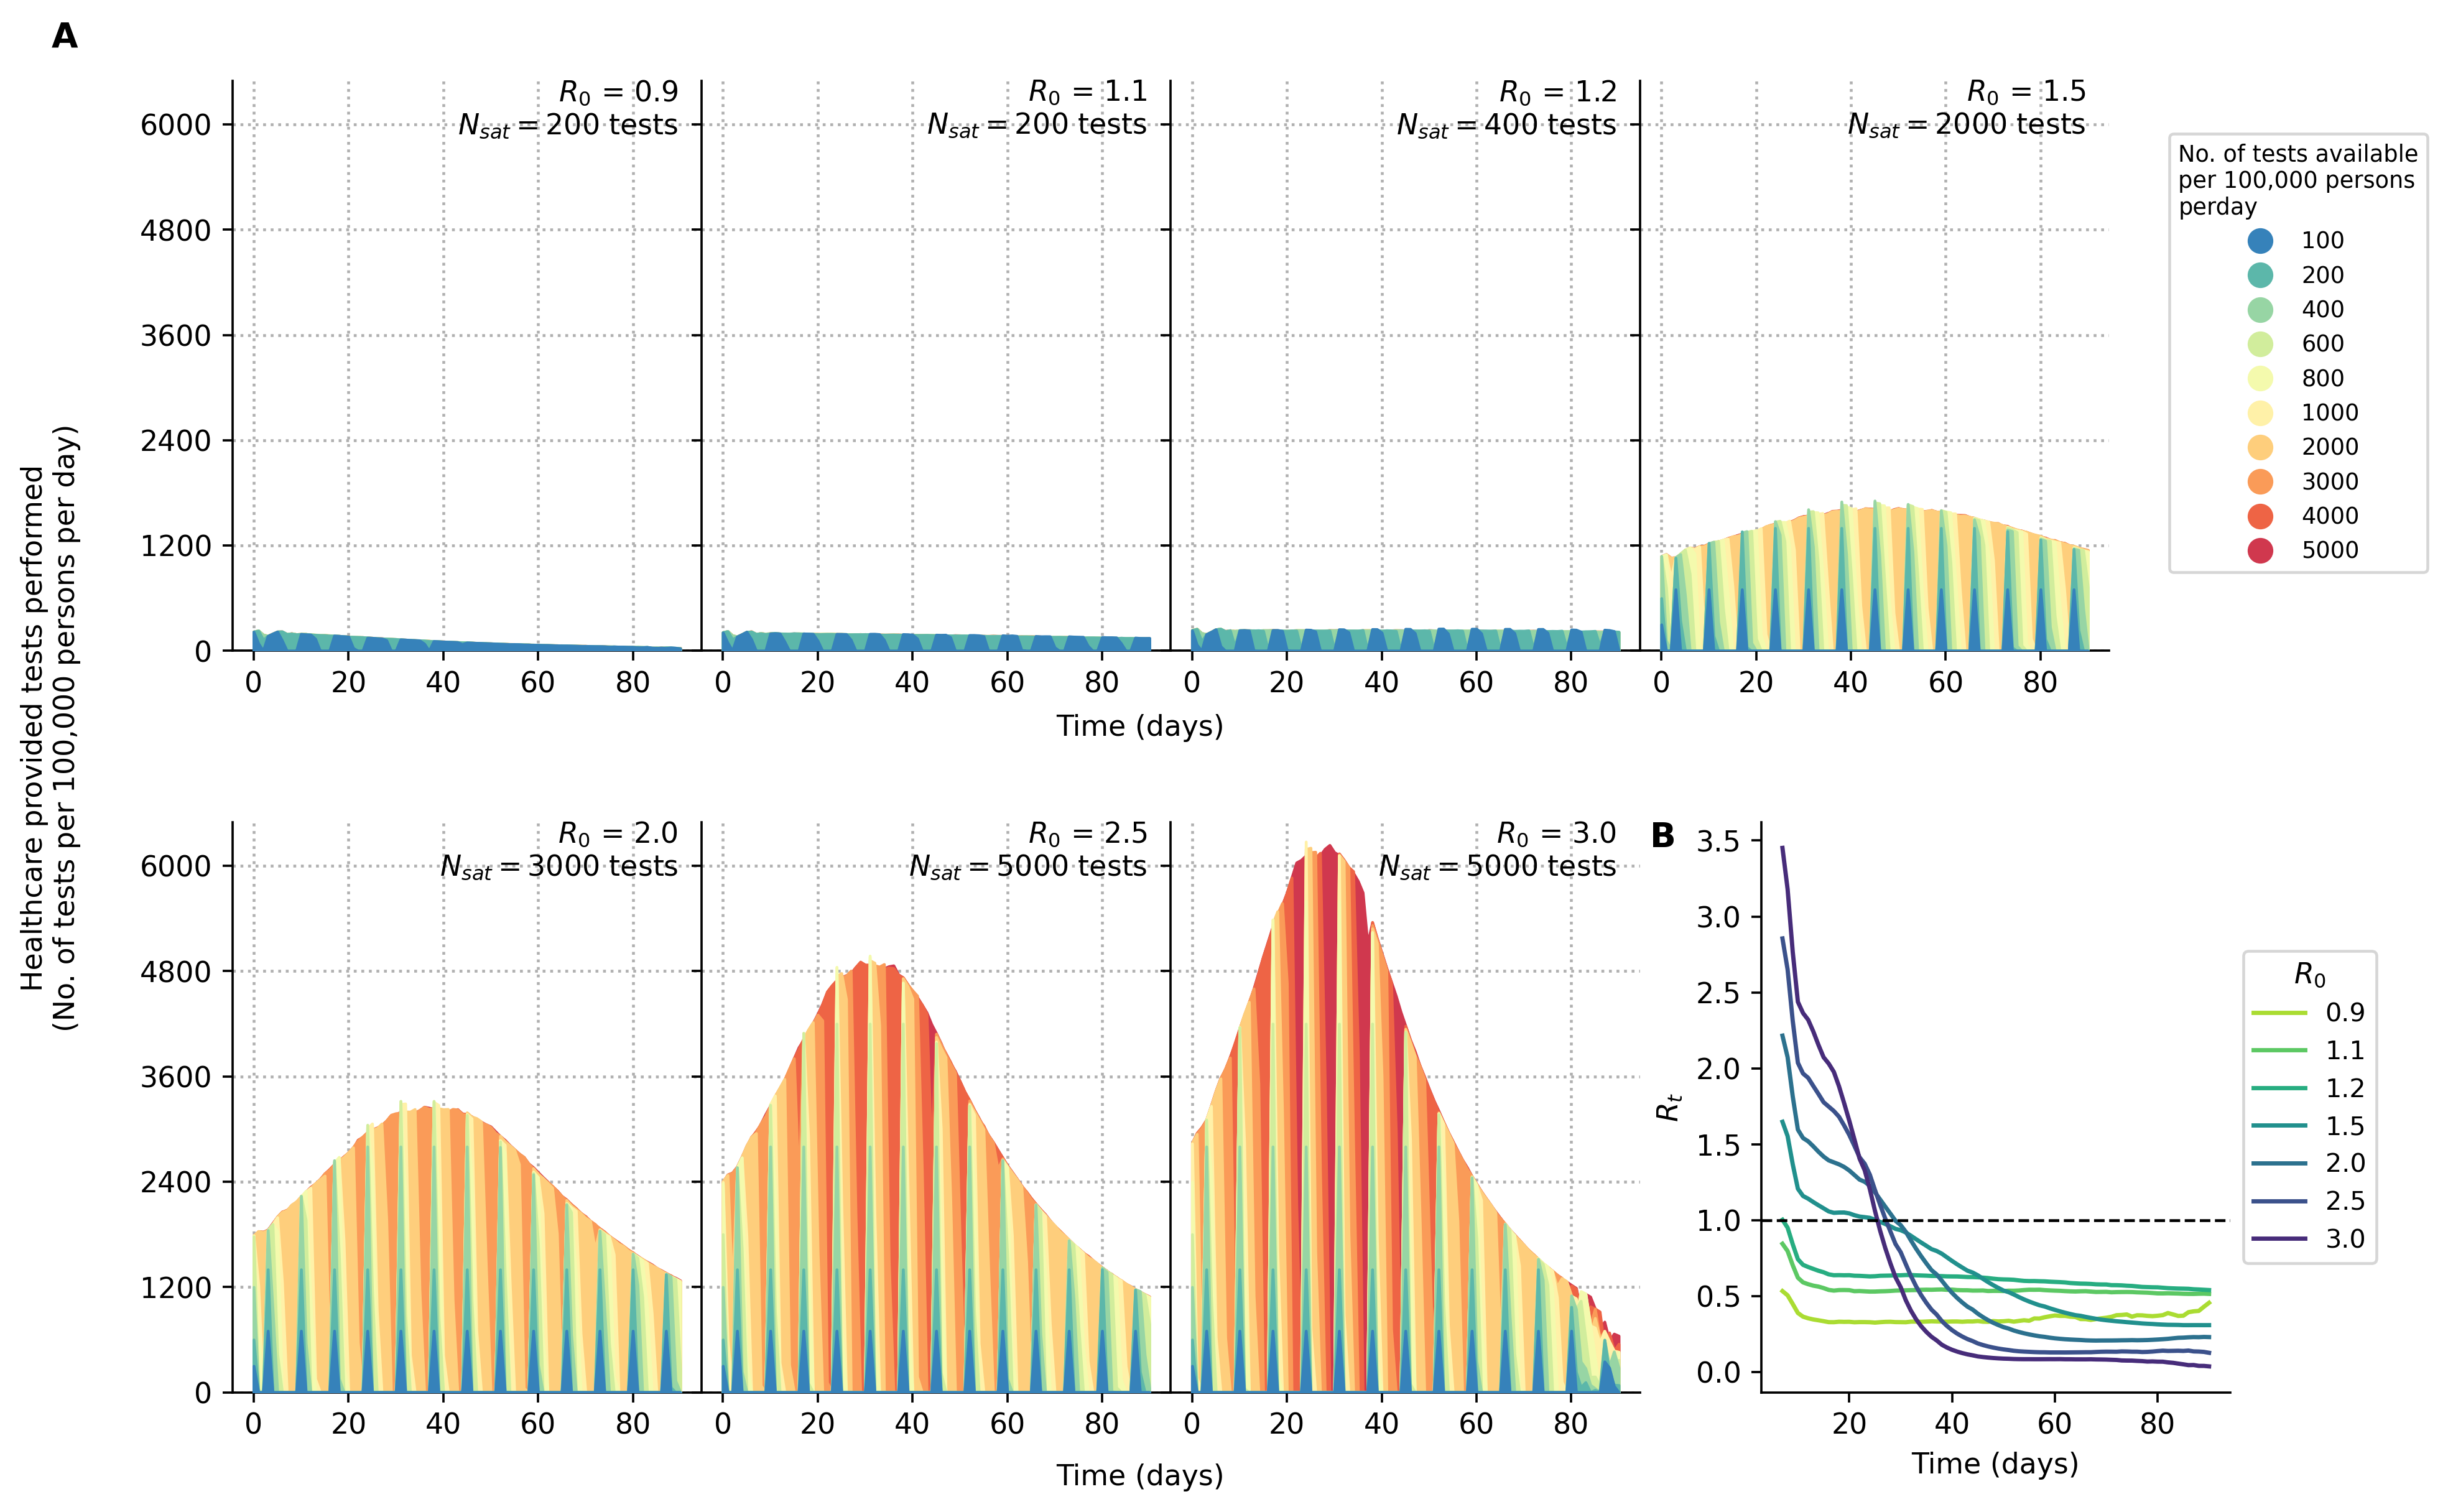 A
R0 = 0.9
Nsat = 200 tests
R0 = 1.1
Nsat = 200 tests
R0 = 1.2
Nsat = 400 tests
R0 = 1.5
Nsat = 2000 tests
6000
4800
3600
2400
1200
0
0 20 40 60 80
0 20 40 60 80
0 20 40 60 80
0 20 40 60 80
Time (days)
Healthcare provided tests performed
(No. of tests per 100,000 persons per day)
No. of tests available
per 100,000 persons
perday
100
200
400
600
800
1000
2000
3000
4000
5000
R0 = 2.0
Nsat = 3000 tests
R0 = 2.5
Nsat = 5000 tests
R0 = 3.0
Nsat = 5000 tests
6000
4800
3600
2400
1200
0
0 20 40 60 80
0 20 40 60 80
0 20 40 60 80
Time (days)
B
Rt
3.5
3.0
2.5
2.0
1.5
1.0
0.5
0.0
20 40 60 80
Time (days)
R0
0.9
1.1
1.2
1.5
2.0
2.5
3.0